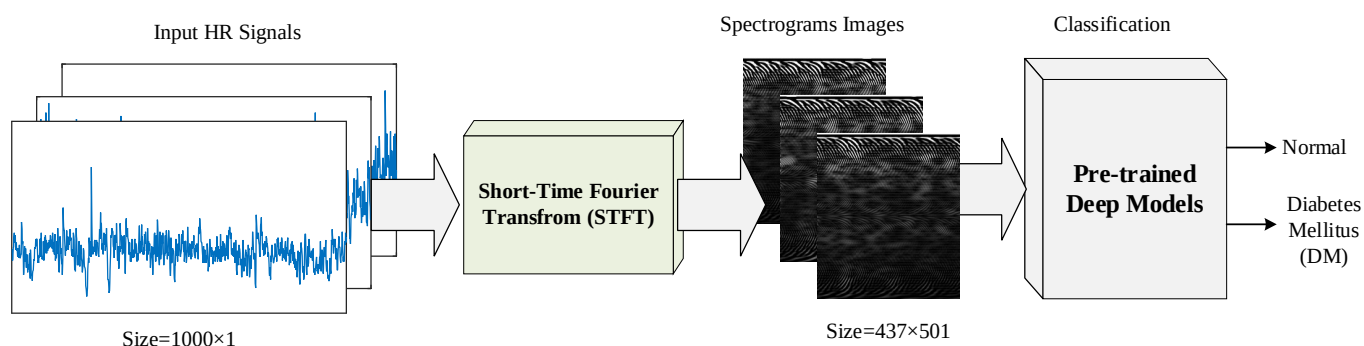 Input HR Signals
Size=1000×1
Short-Time Fourier
Transfrom (STFT)
Spectrograms Images
Size=437×501
Classification
Pre-trained
Deep Models
Normal
Diabetes
Mellitus
(DM)